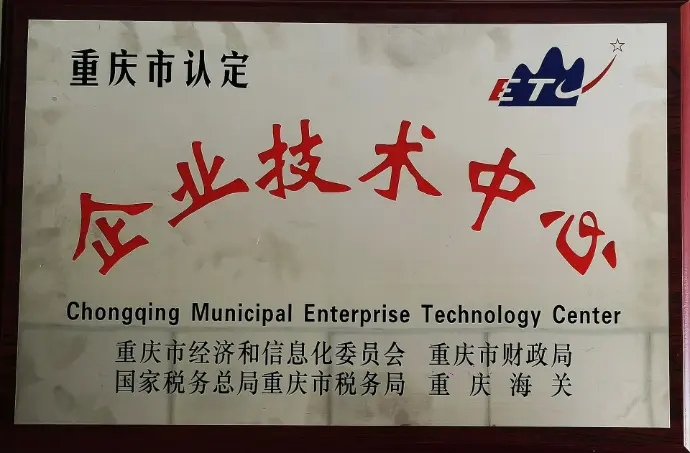 重庆市认定
ETC
企业技术中心
Chongqing Municipal Enterprise Technology Center
重庆市经济和信息化委员会 重庆市财政局
国家税务总局重庆市税务局 重庆海关